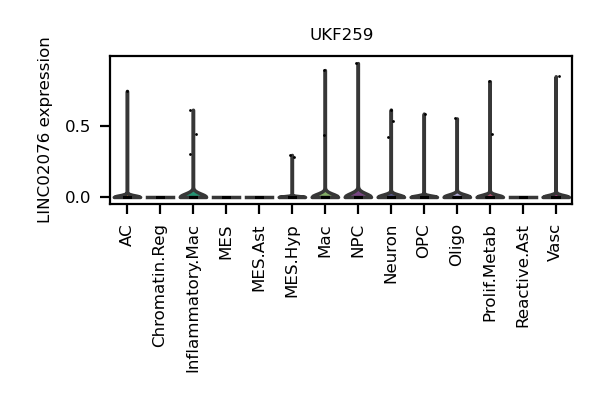 UKF259
LINC02076 expression
0.5
0.0
AC
Chromatin.Reg
Inflammatory.Mac
MES
MES.Ast
MES.Hyp
Mac
NPC
Neuron
OPC
Oligo
Prolif.Metab
Reactive.Ast
Vasc